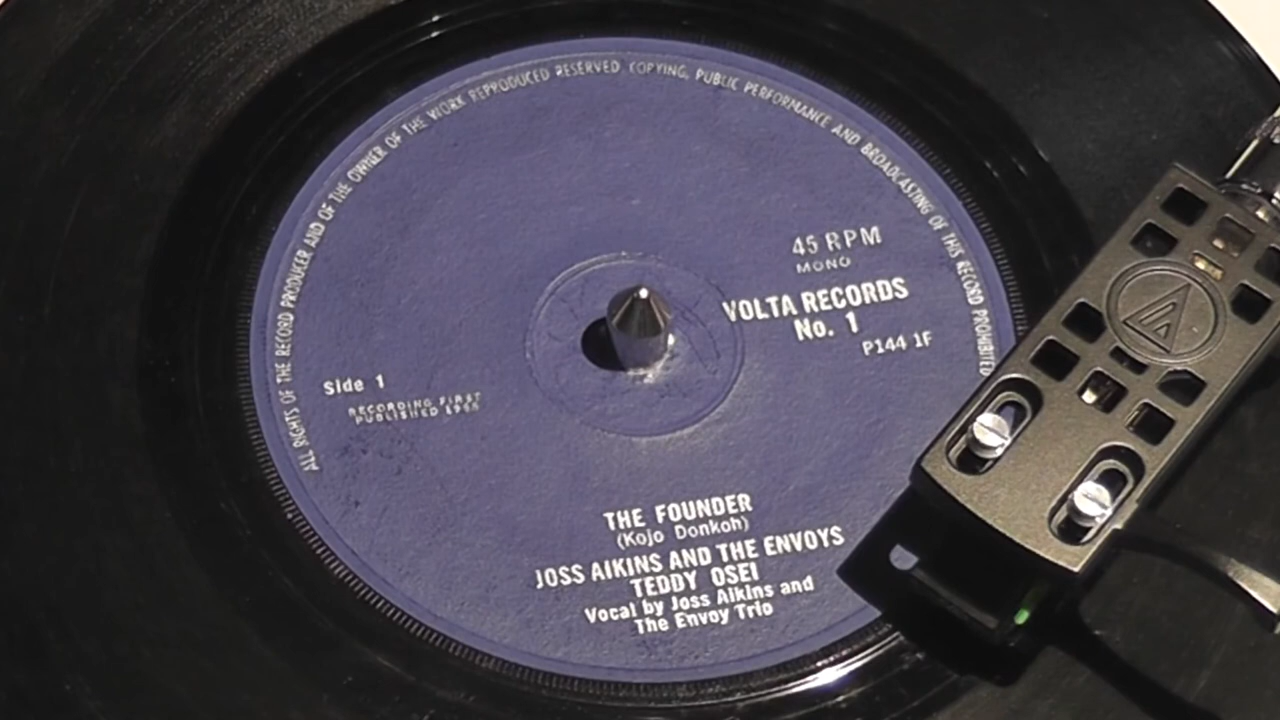 ALL RIGHTS OF THE RECORD PRODUCER AND OF THE OWNER OF THE WORK REPRODUCED RESERVED COPYING, PUBLIC PERFORMANCE AND BROADCASTING OF THIS RECORD PROHIBITED
45 RPM
MONO
VOLTA RECORDS
No. 1
P144 1F
Side 1
RECORDING FIRST
PUBLISHED
THE FOUNDER
(Kojo Donkoh)
JOSS AIKINS AND THE ENVOYS
TEDDY OSEI
Vocal by Joss Aikins and
The Envoy Trio